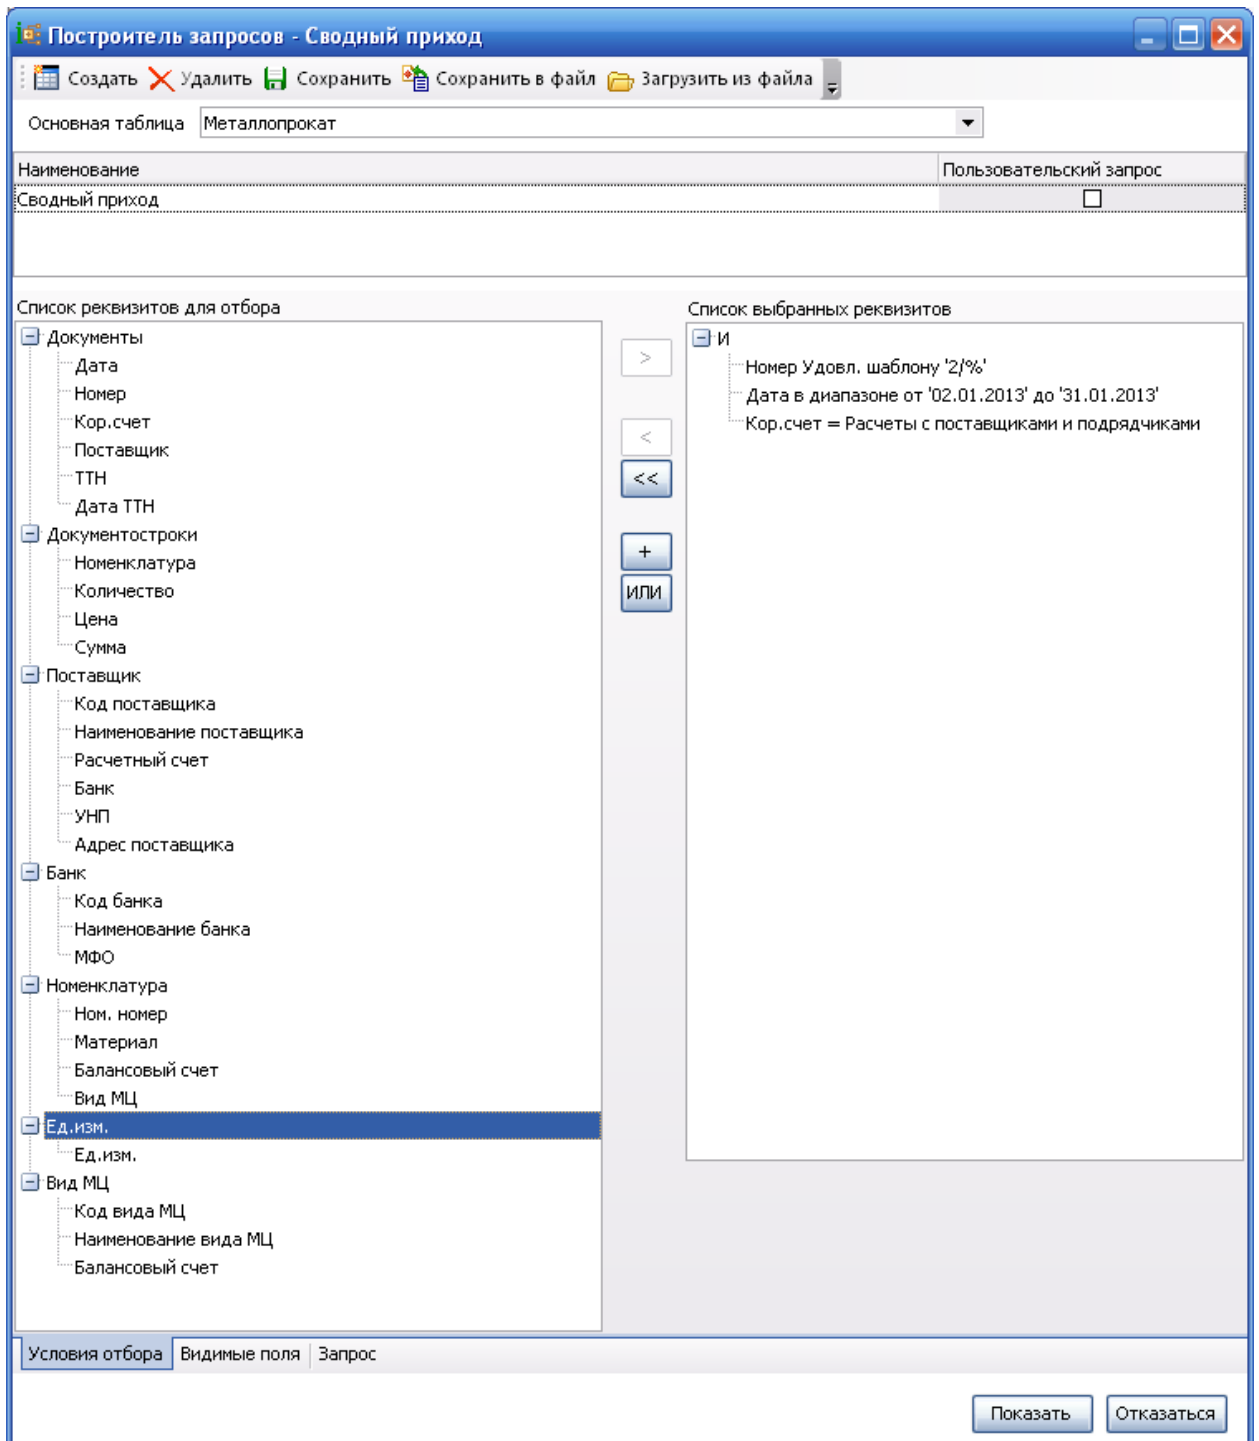 Построитель запросов - Сводный приход
Создать Удалить Сохранить Сохранить в файл Загрузить из файла
Основная таблица Металлопрокат
Наименование Пользовательский запрос
Сводный приход
Список реквизитов для отбора
Документы
Дата
Номер
Кор.счет
Поставщик
ТТН
Дата ТТН
Документостроки
Номенклатура
Количество
Цена
Сумма
Поставщик
Код поставщика
Наименование поставщика
Расчетный счет
Банк
УНП
Адрес поставщика
Банк
Код банка
Наименование банка
МФО
Номенклатура
Ном. номер
Материал
Балансовый счет
Вид МЦ
Ед.изм.
Ед.изм.
Вид МЦ
Код вида МЦ
Наименование вида МЦ
Балансовый счет
>
<
<<
+
ИЛИ
Список выбранных реквизитов
И
Номер Удовл. шаблону '2/%'
Дата в диапазоне от '02.01.2013' до '31.01.2013'
Кор.счет = Расчеты с поставщиками и подрядчиками
Условия отбора Видимые поля Запрос
Показать Отказаться